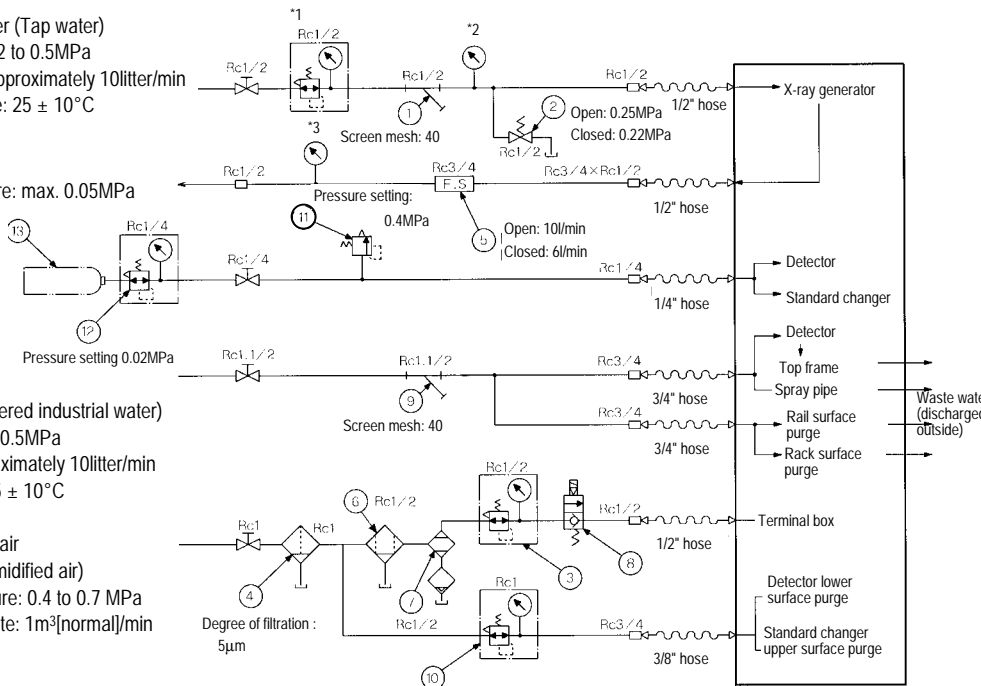 er (Tap water)
2 to 0.5MPa
pproximately 10litter/min
e: 25 ± 10°C
*1
Rc1/2
Rc1/2
Rc1/2
1
Screen mesh: 40
*2
2
Open: 0.25MPa
Closed: 0.22MPa
Rc1/2
Rc1/2
1/2" hose
X-ray generator
re: max. 0.05MPa
Rc1/2
*3
Rc3/4
F.S
Rc3/4×Rc1/2
1/2" hose
5
Open: 10l/min
Closed: 6l/min
Pressure setting:
0.4MPa
11
13
Rc1/4
12
Pressure setting 0.02MPa
Rc1/4
Rc1/4
1/4" hose
Detector
Standard changer
Rc1.1/2
Rc1.1/2
9
Screen mesh: 40
Rc3/4
3/4" hose
Rc3/4
3/4" hose
Detector
Top frame
Spray pipe
Rail surface
purge
Rack surface
purge
Waste wate
(discharged
outside)
ered industrial water)
0.5MPa
ximately 10litter/min
5 ± 10°C
air
midified air)
ure: 0.4 to 0.7 MPa
te: 1m³[normal]/min
Rc1
Rc1
4
Degree of filtration :
5µm
6
Rc1/2
7
Rc1/2
3
8
Rc1/2
1/2" hose
Terminal box
Rc1/2
Rc1
10
Rc3/4
3/8" hose
Detector lower
surface purge
Standard changer
upper surface purge